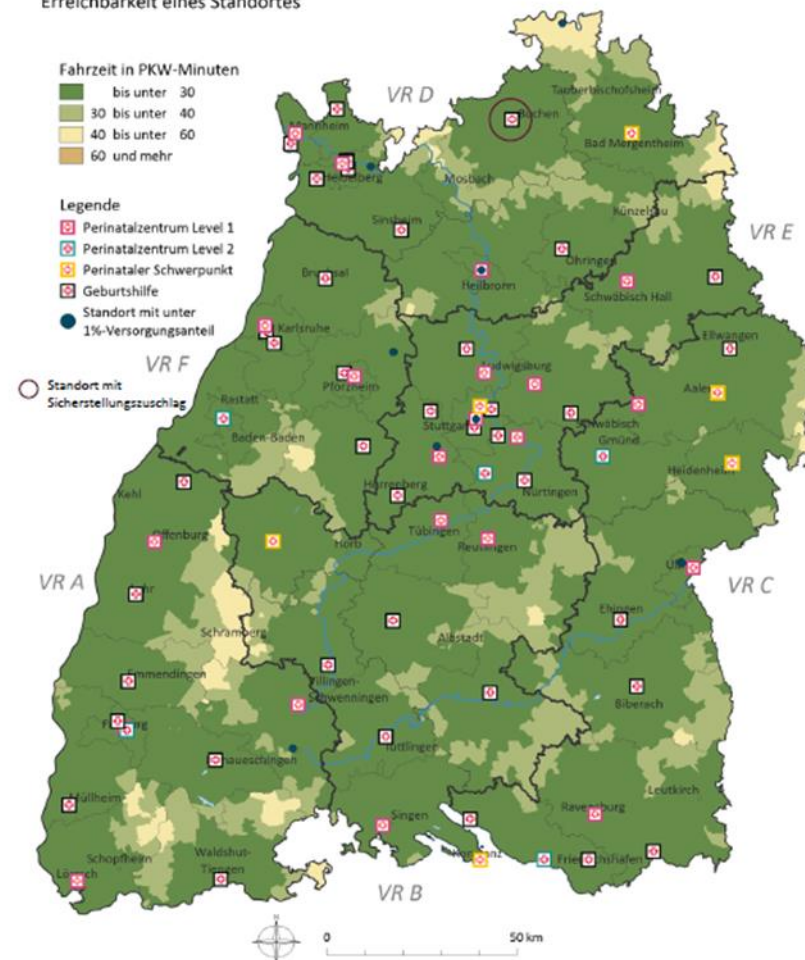 Erreichbarkeit eines Standortes
Fahrzeit in PKW-Minuten
bis unter 30
30 bis unter 40
40 bis unter 60
60 und mehr
Legende
Perinatalzentrum Level 1
Perinatalzentrum Level 2
Perinataler Schwerpunkt
Geburtshilfe
Standort mit unter
1%-Versorgungsanteil
Standort mit
Sicherstellungszuschlag
VR D
Tauberbischofsheim
Buchen
Mannheim
Bad Mergentheim
Heidelberg
Mosbach
Künzelsau
Sinsheim
VR E
Öhringen
Bruchsal
Heilbronn
Schwäbisch Hall
Karlsruhe
Ellwangen
VR F
Ludwigsburg
Pforzheim
Aalen
Rastatt
Stuttgart
Schwäbisch
Gmünd
Baden-Baden
Heidenheim
Herrenberg
Nürtingen
Kehl
Tübingen
Offenburg
Horb
Reutlingen
Ulm
VR A
VR C
Lahr
Ehingen
Schramberg
Albstadt
Emmendingen
Villingen-
Schwenningen
Biberach
Freiburg
Tuttlingen
Donaueschingen
Leutkirch
Müllheim
Singen
Ravensburg
Schopfheim
Waldshut-
Tiengen
Konstanz
Friedrichshafen
Lörrach
VR B
N
0
50 km